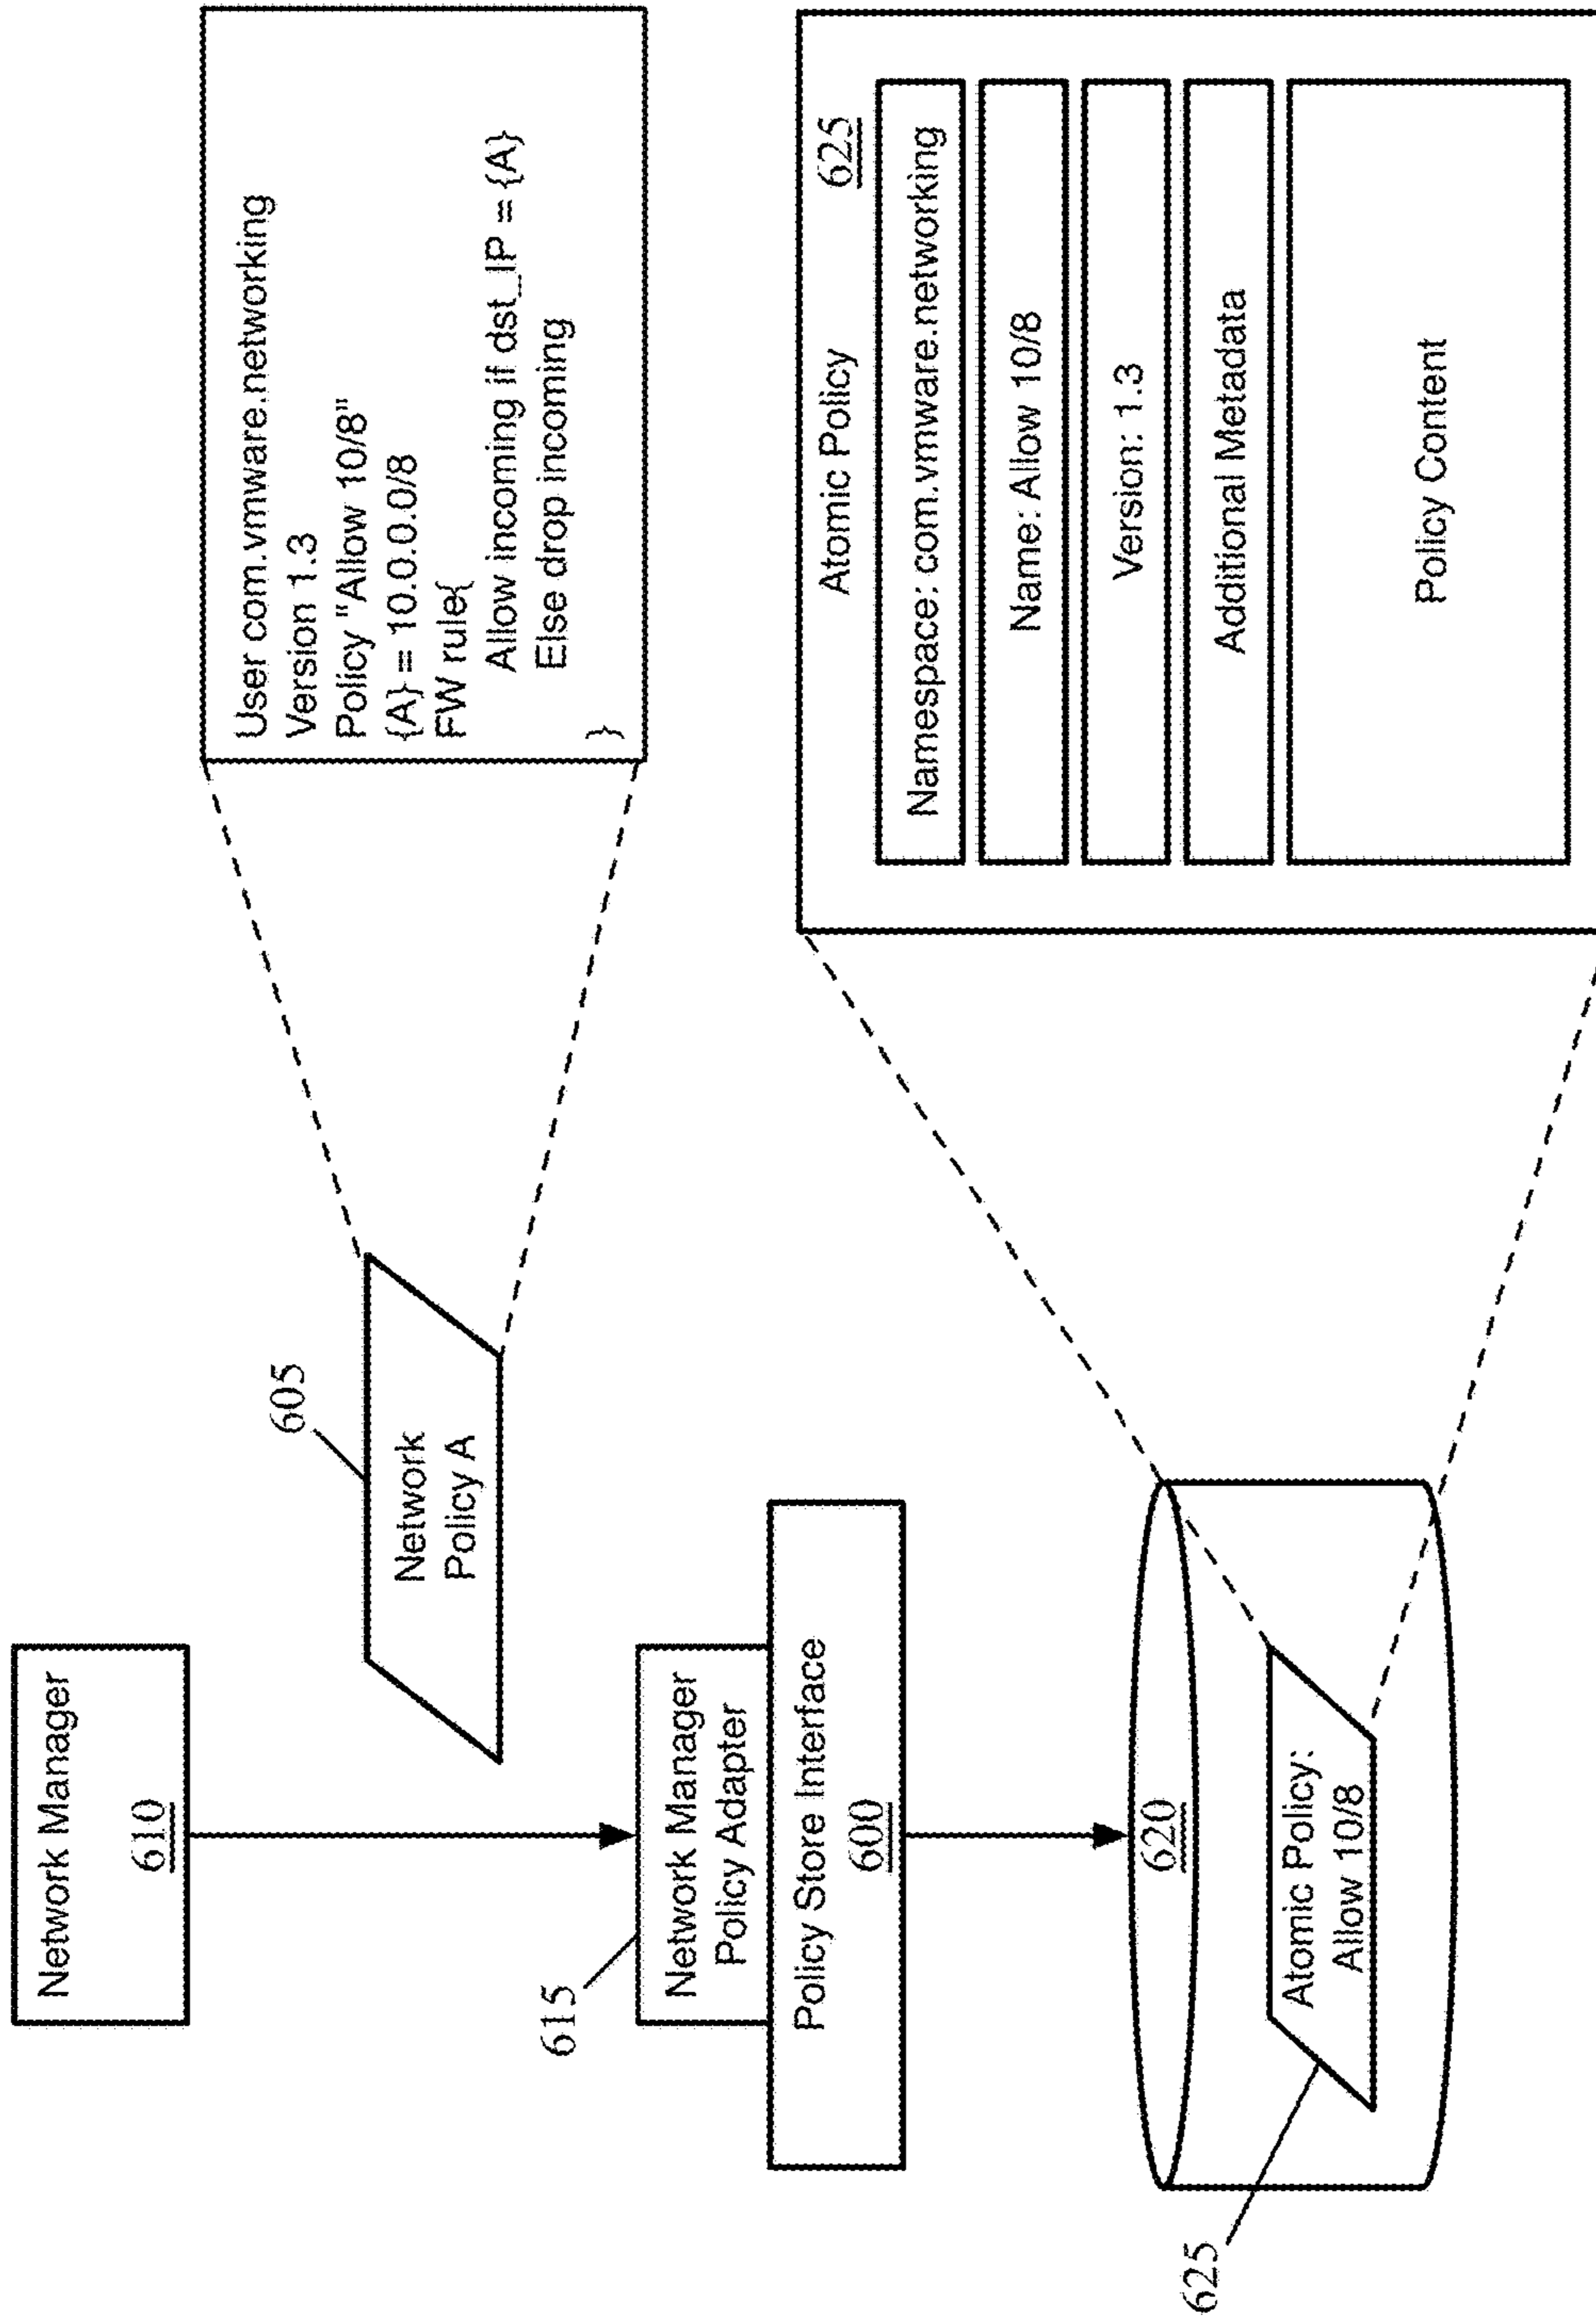 Network Manager
610
605
Network
Policy A
User com.vmware.networking
Version 1.3
Policy "Allow 10/8"
{A} = 10.0.0.0/8
FW rule{
Allow incoming if dst_IP = {A}
Else drop incoming
}
615
Network Manager
Policy Adapter
Policy Store Interface
600
620
Atomic Policy:
Allow 10/8
625
Atomic Policy
625
Namespace: com.vmware.networking
Name: Allow 10/8
Version: 1.3
Additional Metadata
Policy Content